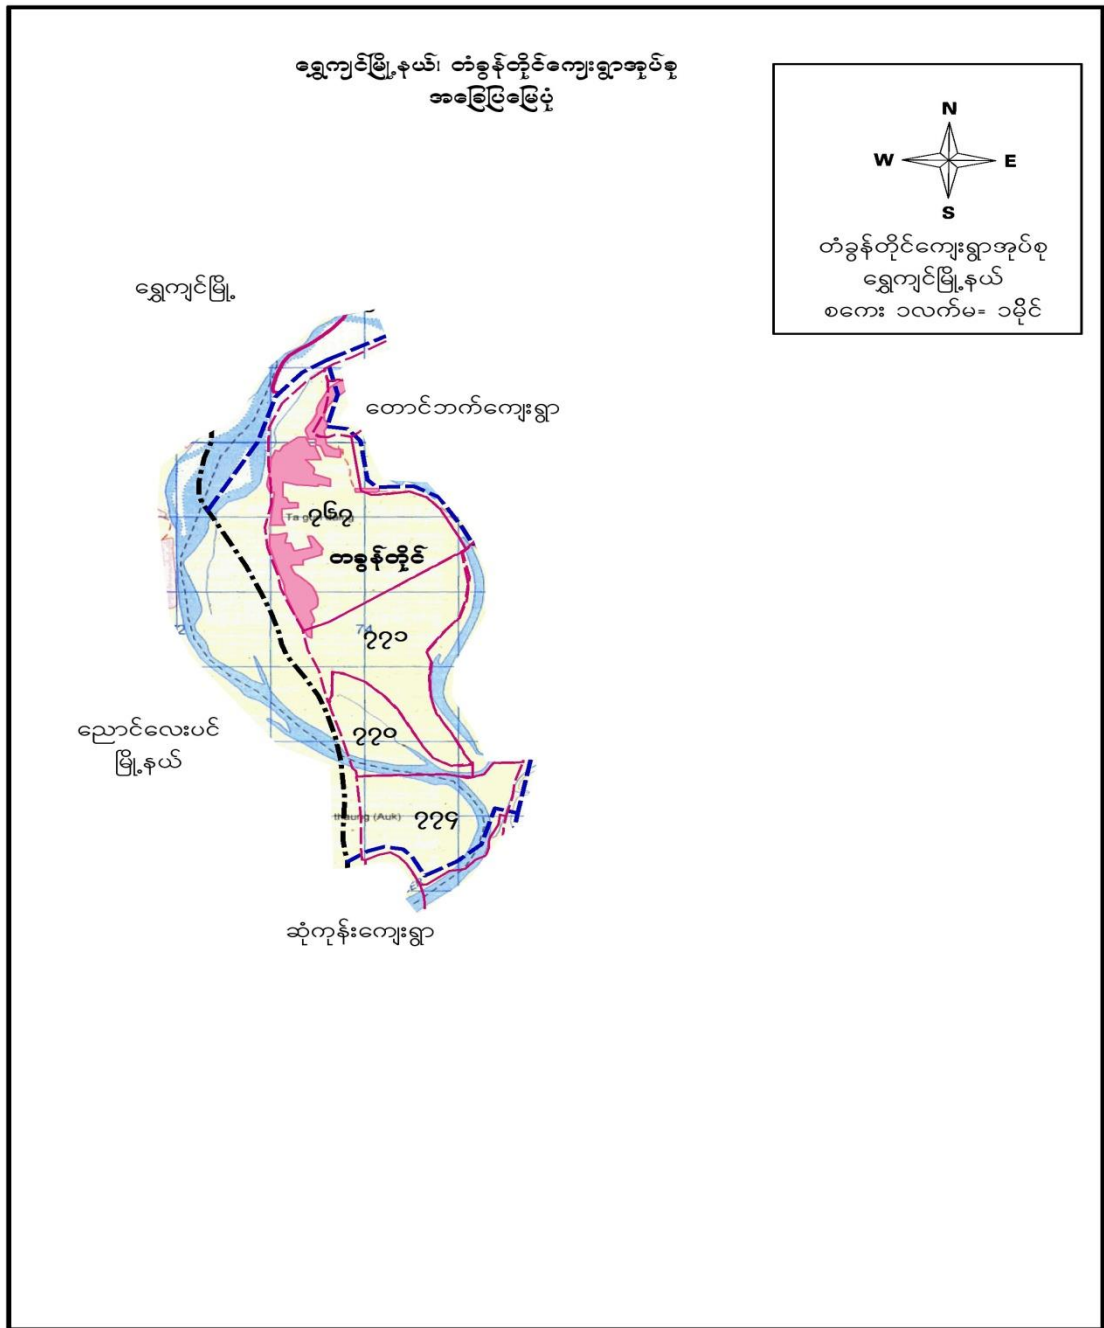 ရွှေကျင်မြို့နယ်၊ တံခွန်တိုင်ကျေးရွာအုပ်စု
အခြေပြမြေပုံ
N
W E
S
တံခွန်တိုင်ကျေးရွာအုပ်စု
ရွှေကျင်မြို့နယ်
စကေး ၁လက်မ= ၁မိုင်
ရွှေကျင်မြို့
တောင်ဘက်ကျေးရွာ
၇၆၇
တခွန်တိုင်
74
၇၇၁
ညောင်လေးပင်
မြို့နယ်
၇၇၀
thaung (Auk)
၇၇၄
ဆုံကုန်းကျေးရွာ